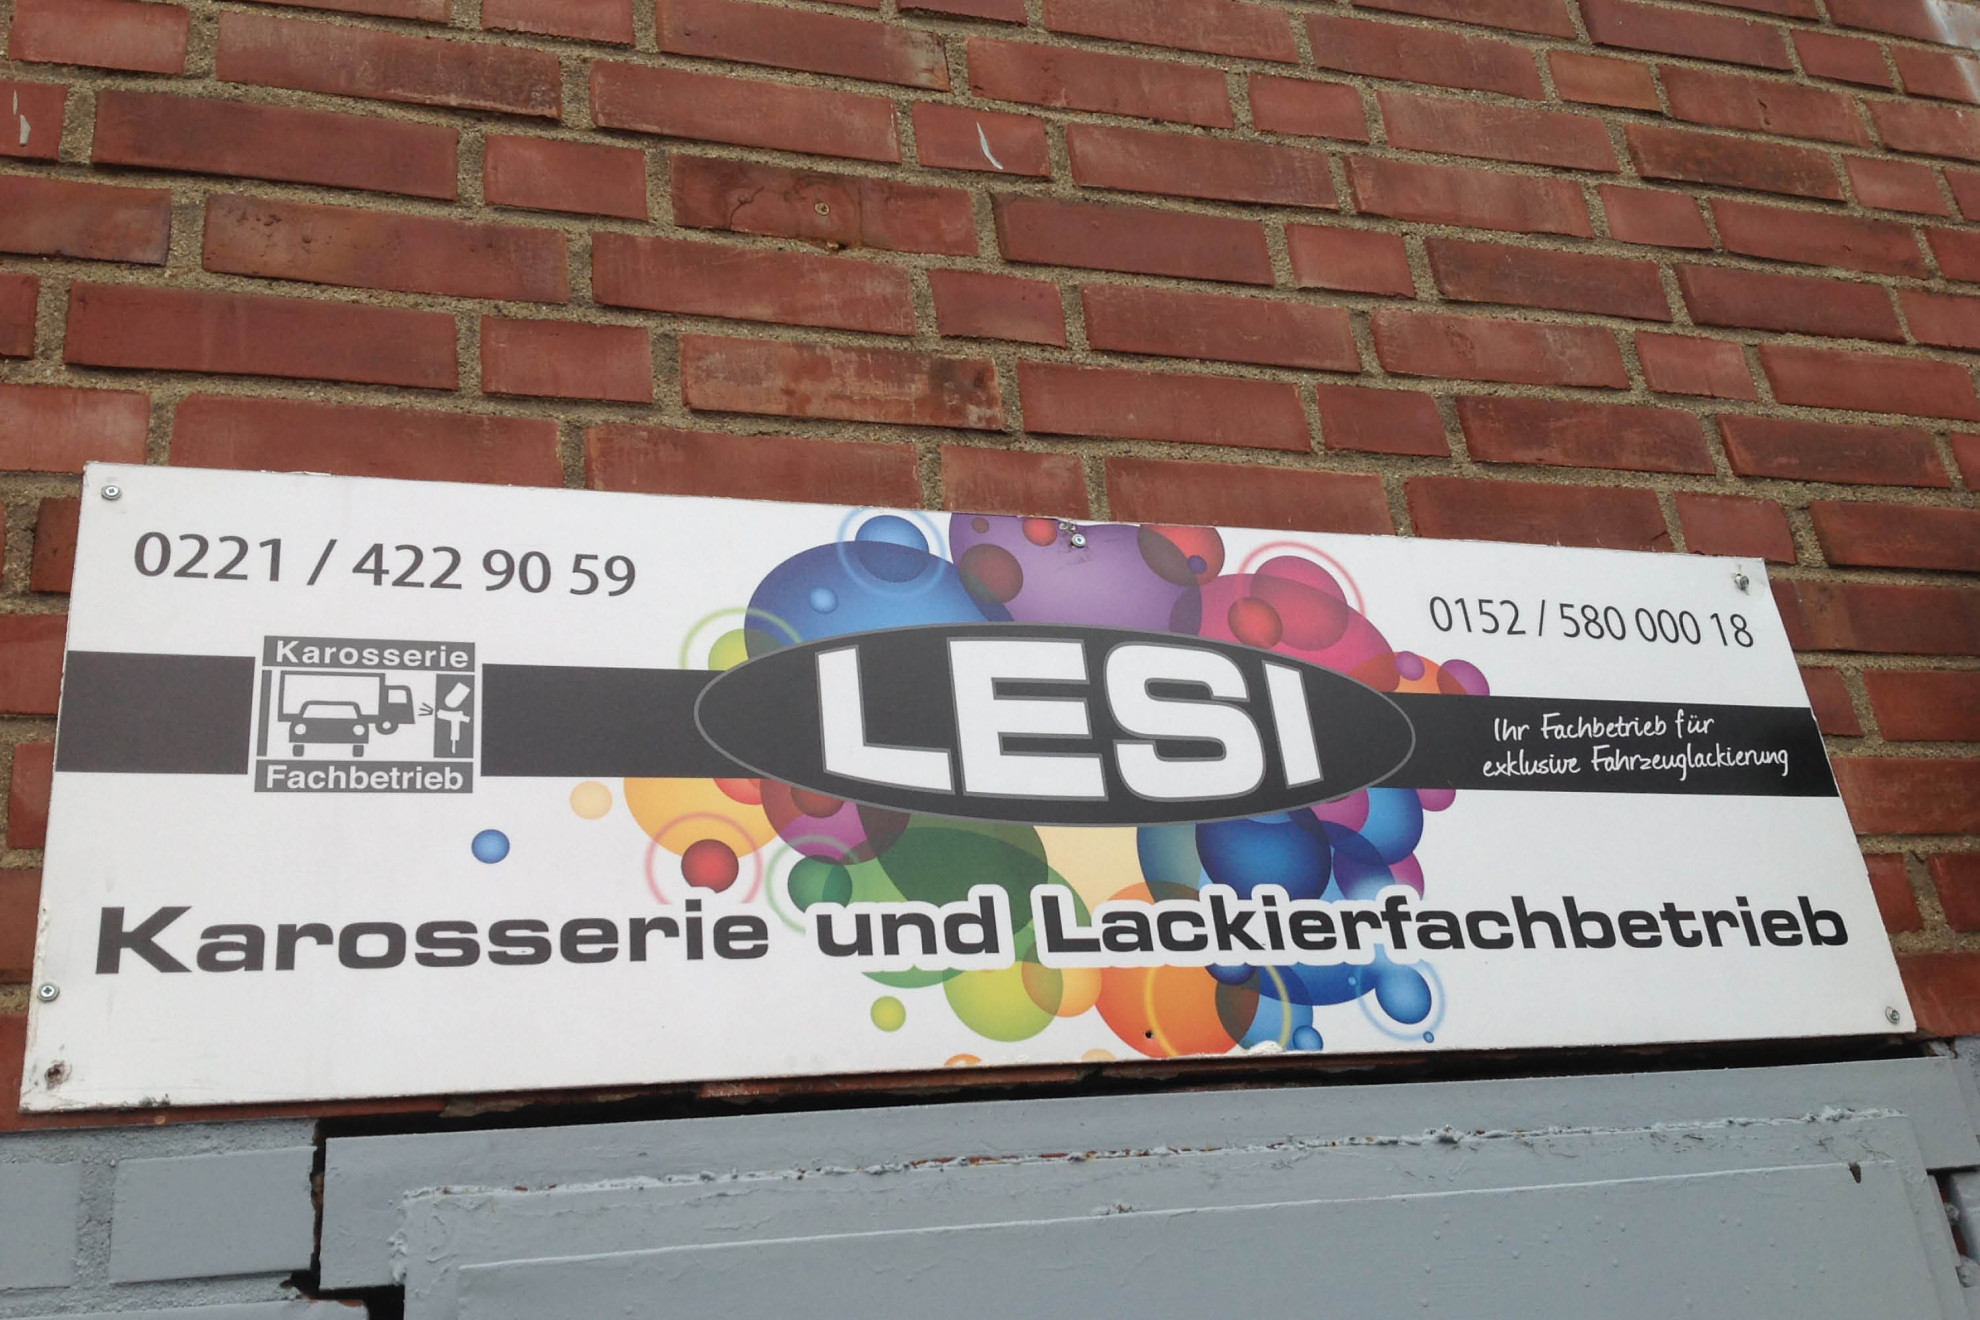 0221 / 422 90 59
0152 / 580 000 18
Karosserie
Fachbetrieb
LESI
Ihr Fachbetrieb für
exklusive Fahrzeuglackierung
Karosserie und Lackierfachbetrieb